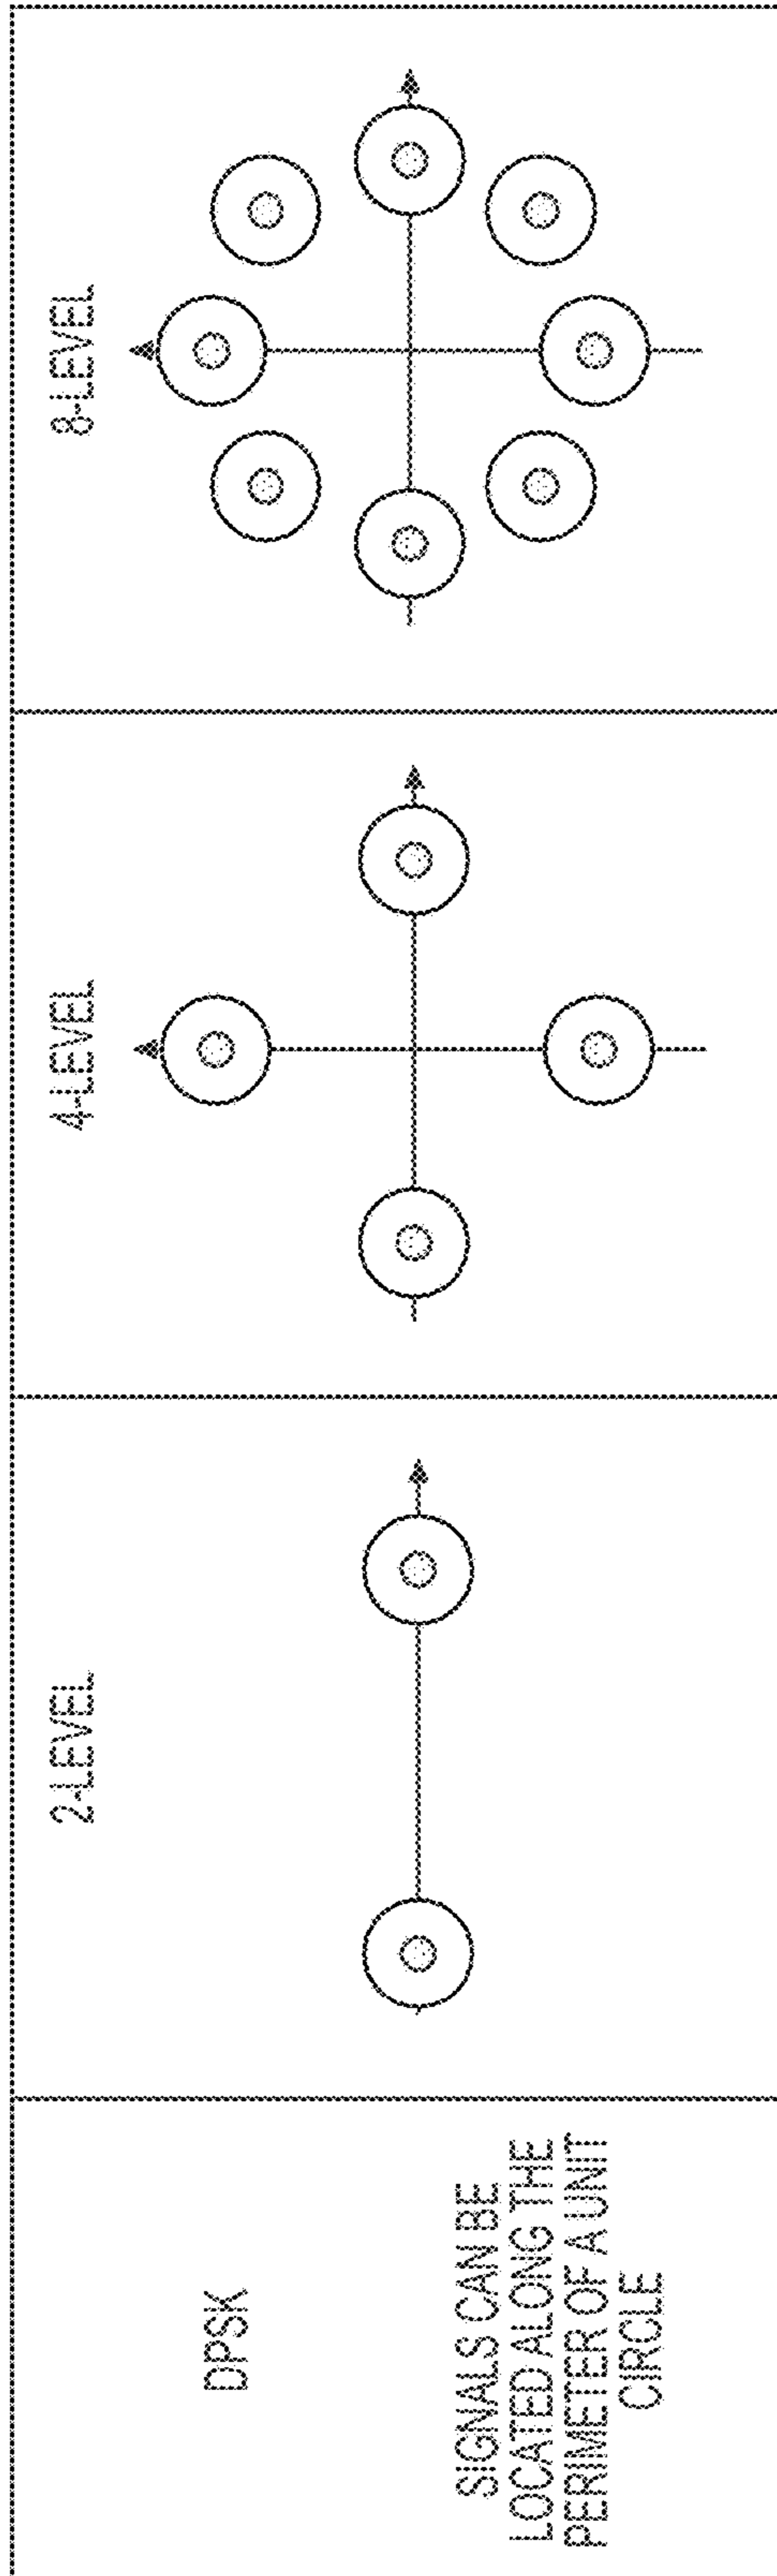 DPSK
SIGNALS CAN BE
LOCATED ALONG THE
PERIMETER OF A UNIT
CIRCLE
2-LEVEL
4-LEVEL
8-LEVEL